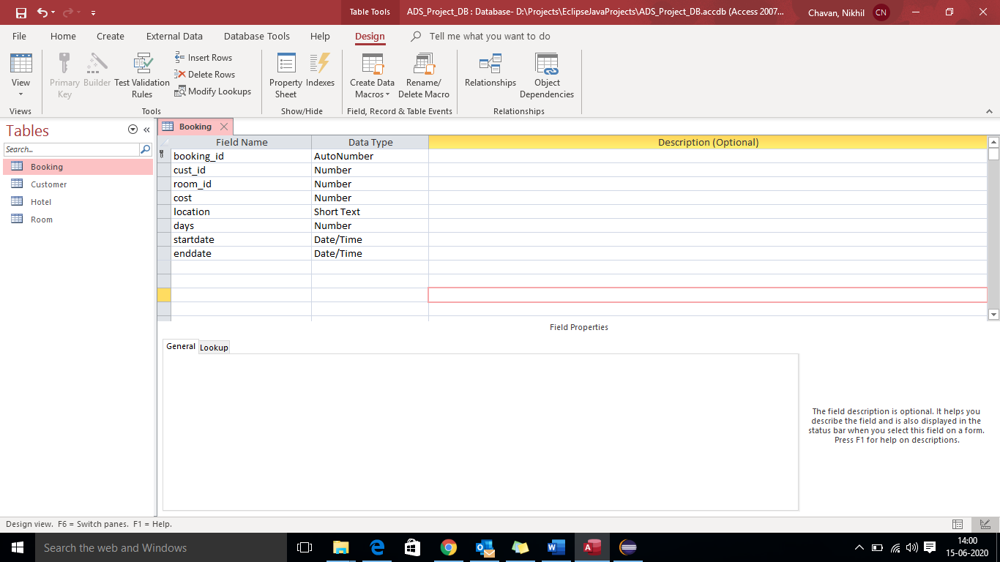 Table Tools
ADS_Project_DB : Database- D:\Projects\EclipseJavaProjects\ADS_Project_DB.accdb (Access 2007...
Chavan, Nikhil
CN
File Home Create External Data Database Tools Help Design Tell me what you want to do
View
Primary Key
Builder
Test Validation Rules
Insert Rows
Delete Rows
Modify Lookups
Property Sheet
Indexes
Create Data Macros
Rename/ Delete Macro
Relationships
Object Dependencies
Views
Tools
Show/Hide
Field, Record & Table Events
Relationships
Tables
Search...
Booking
Customer
Hotel
Room
Booking
Field Name Data Type Description (Optional)
booking_id AutoNumber
cust_id Number
room_id Number
cost Number
location Short Text
days Number
startdate Date/Time
enddate Date/Time
Field Properties
General Lookup
The field description is optional. It helps you
describe the field and is also displayed in the
status bar when you select this field on a form.
Press F1 for help on descriptions.
Design view. F6 = Switch panes. F1 = Help.
Search the web and Windows
14:00
15-06-2020